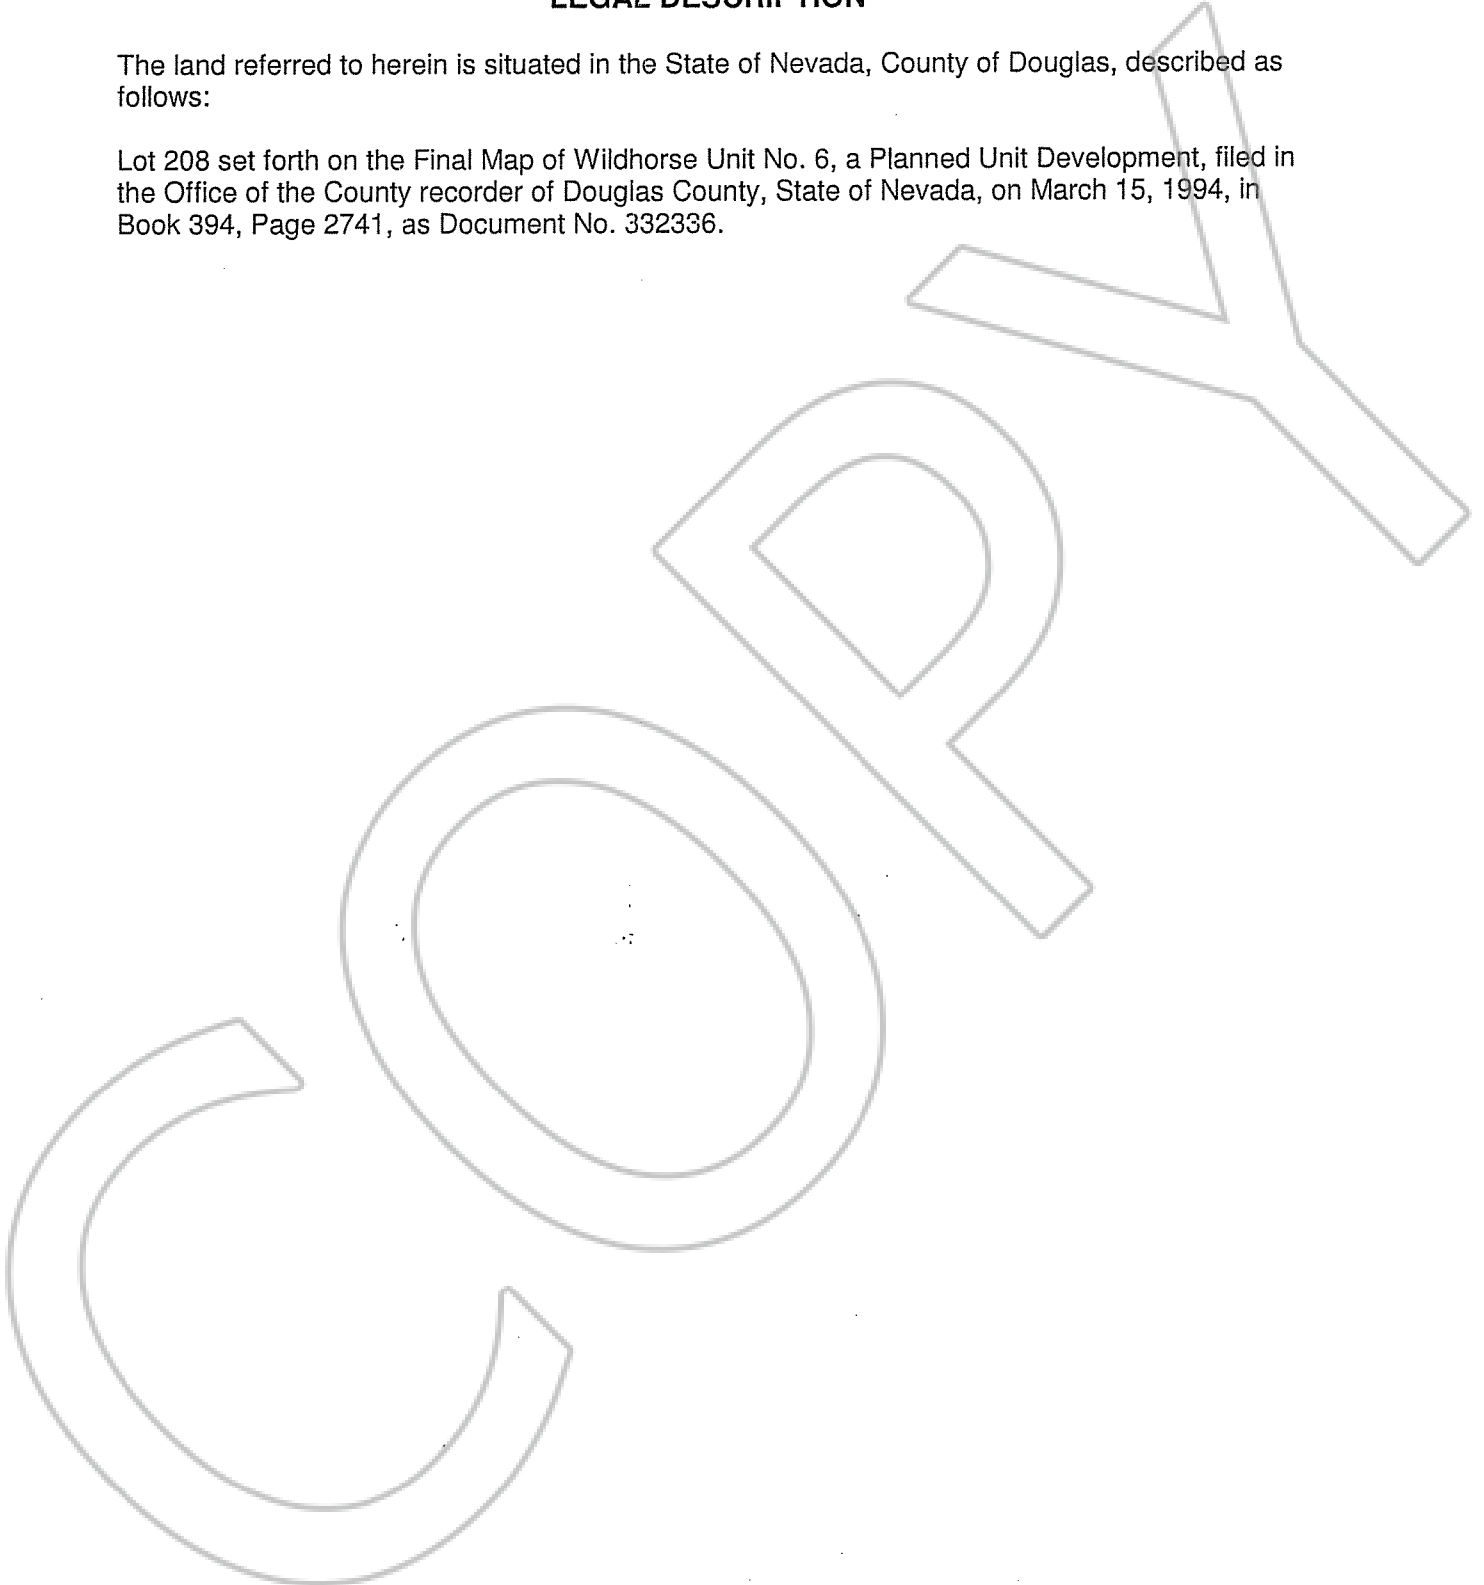 LEGAL DESCRIPTION
The land referred to herein is situated in the State of Nevada, County of Douglas, described as
follows:
Lot 208 set forth on the Final Map of Wildhorse Unit No. 6, a Planned Unit Development, filed in
the Office of the County recorder of Douglas County, State of Nevada, on March 15, 1994, in
Book 394, Page 2741, as Document No. 332336.
COPY